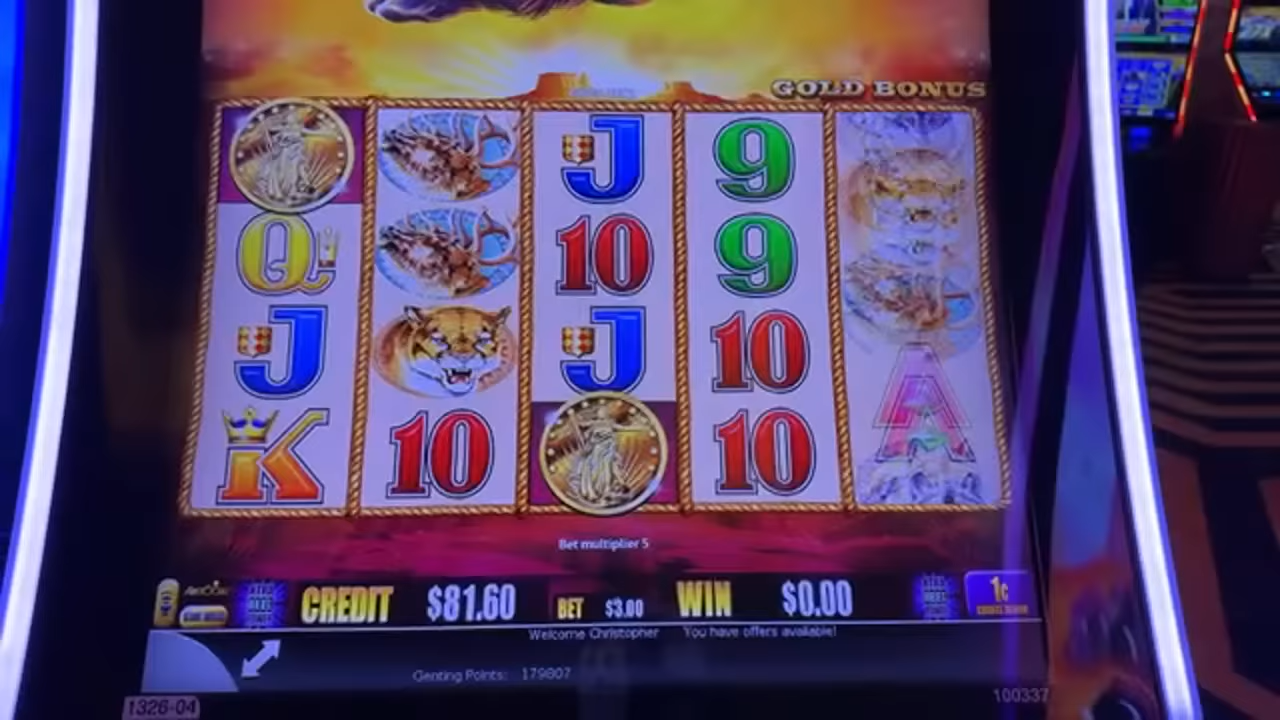 GOLD BONUS
J 9
Q 10 9
J J 10
K 10 10 A
Bet multiplier 5
CREDIT $81.60 BET $3.00 WIN $0.00 1¢
Welcome Christopher You have offers available!
Genting Points: 179807
1326-04 100337